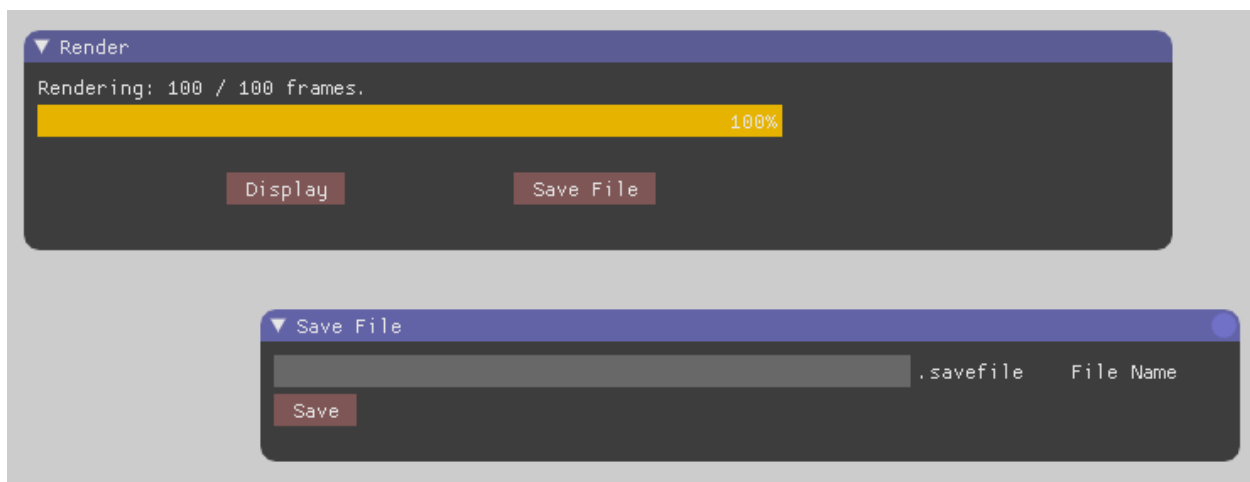 Render
Rendering: 100 / 100 frames.
100%
Display Save File
Save File
.savefile File Name
Save